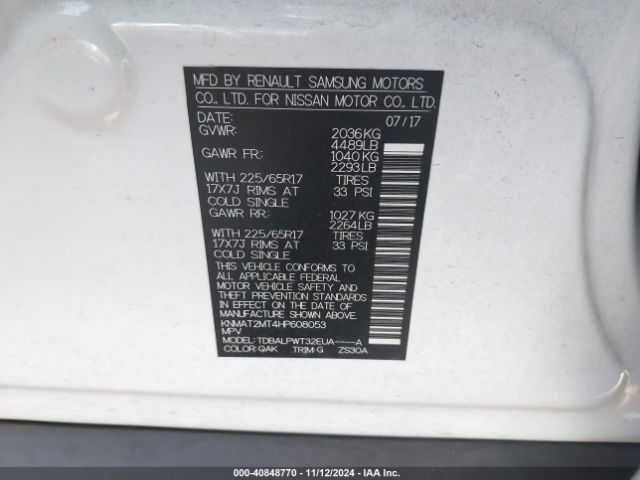 MFD BY RENAULT SAMSUNG MOTORS
CO., LTD. FOR NISSAN MOTOR CO., LTD.
DATE: 07/17
GVWR: 2036KG
4489LB
GAWR FR: 1040KG
2293LB
WITH 225/65R17 TIRES
17X7J RIMS AT 33 PSI
COLD SINGLE
GAWR RR: 1027KG
2264LB
WITH 225/65R17 TIRES
17X7J RIMS AT 33 PSI
COLD SINGLE
THIS VEHICLE CONFORMS TO
ALL APPLICABLE FEDERAL
MOTOR VEHICLE SAFETY AND
THEFT PREVENTION STANDARDS
IN EFFECT ON THE DATE OF
MANUFACTURE SHOWN ABOVE.
KNMAT2MT4HP608053
MPV
MODEL: TDBALPWT32EUA----A
COLOR: QAK TRIM: G ZS30A
000-40848770 - 11/12/2024 - IAA Inc.